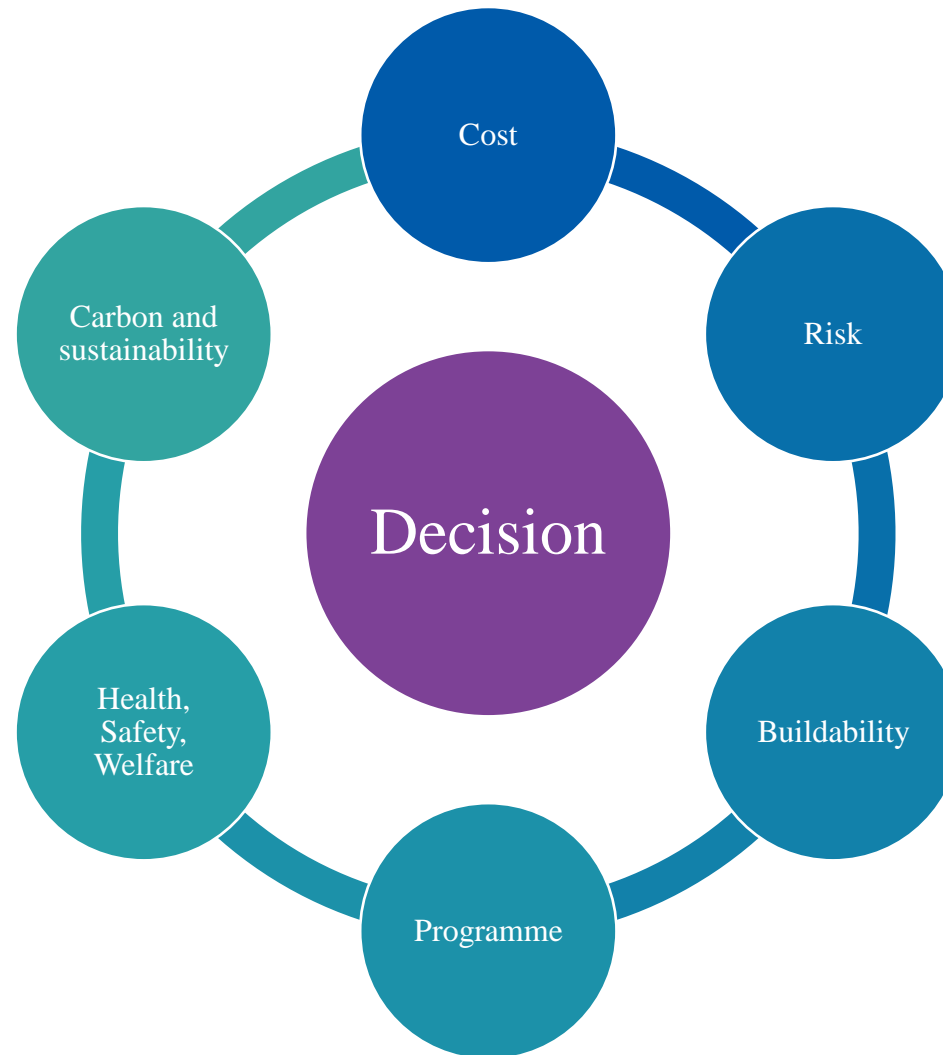 Cost
Risk
Buildability
Programme
Health,
Safety,
Welfare
Carbon and
sustainability
Decision